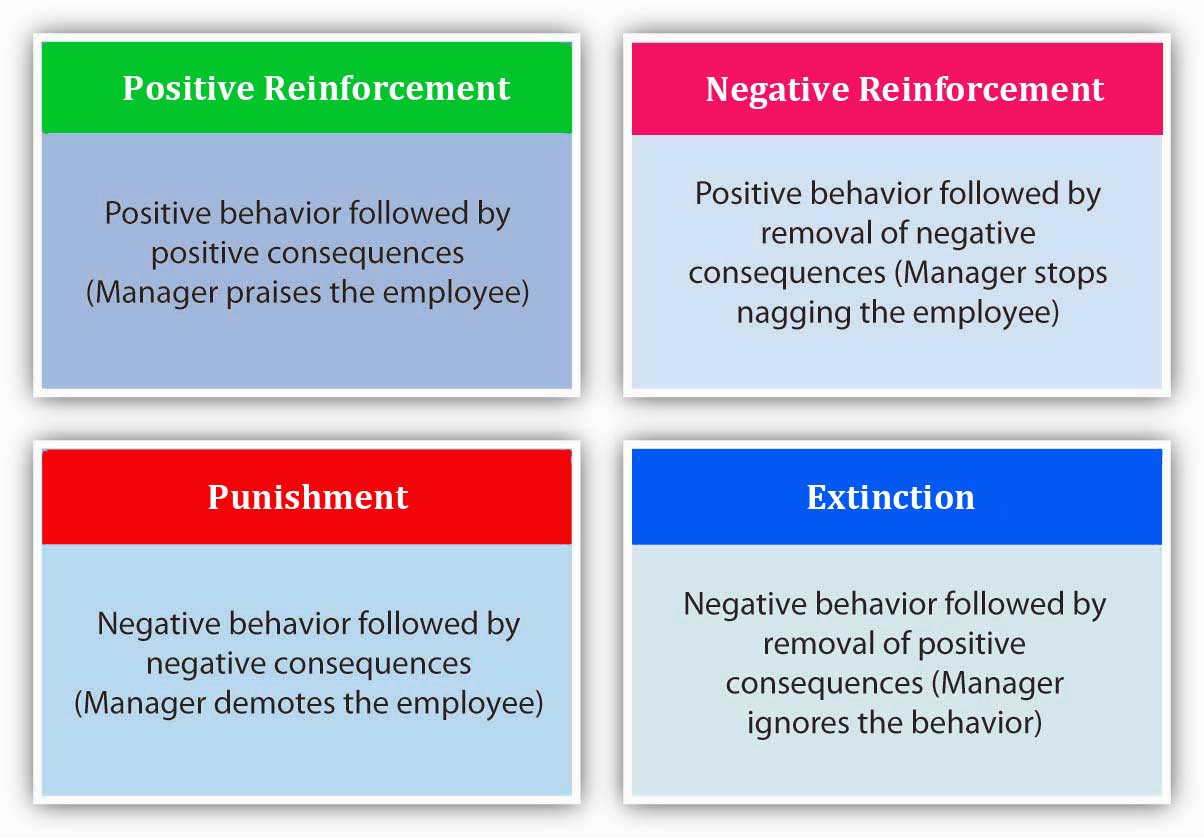 Positive Reinforcement
Positive behavior followed by
positive consequences
(Manager praises the employee)
Negative Reinforcement
Positive behavior followed by
removal of negative
consequences (Manager stops
nagging the employee)
Punishment
Negative behavior followed by
negative consequences
(Manager demotes the employee)
Extinction
Negative behavior followed by
removal of positive
consequences (Manager
ignores the behavior)